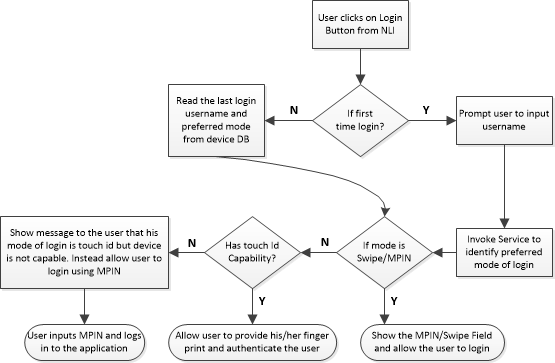 User clicks on Login
Button from NLI
If first
time login?
N
Y
Read the last login
username and
preferred mode
from device DB
Prompt user to input
username
Invoke Service to
identify preferred
mode of login
If mode is
Swipe/MPIN
N
Y
Has touch Id
Capability?
N
Y
Show message to the user that his
mode of login is touch id but device
is not capable. Instead allow user to
login using MPIN
User inputs MPIN and logs
in to the application
Allow user to provide his/her finger
print and authenticate the user
Show the MPIN/Swipe Field
and allow the user to login